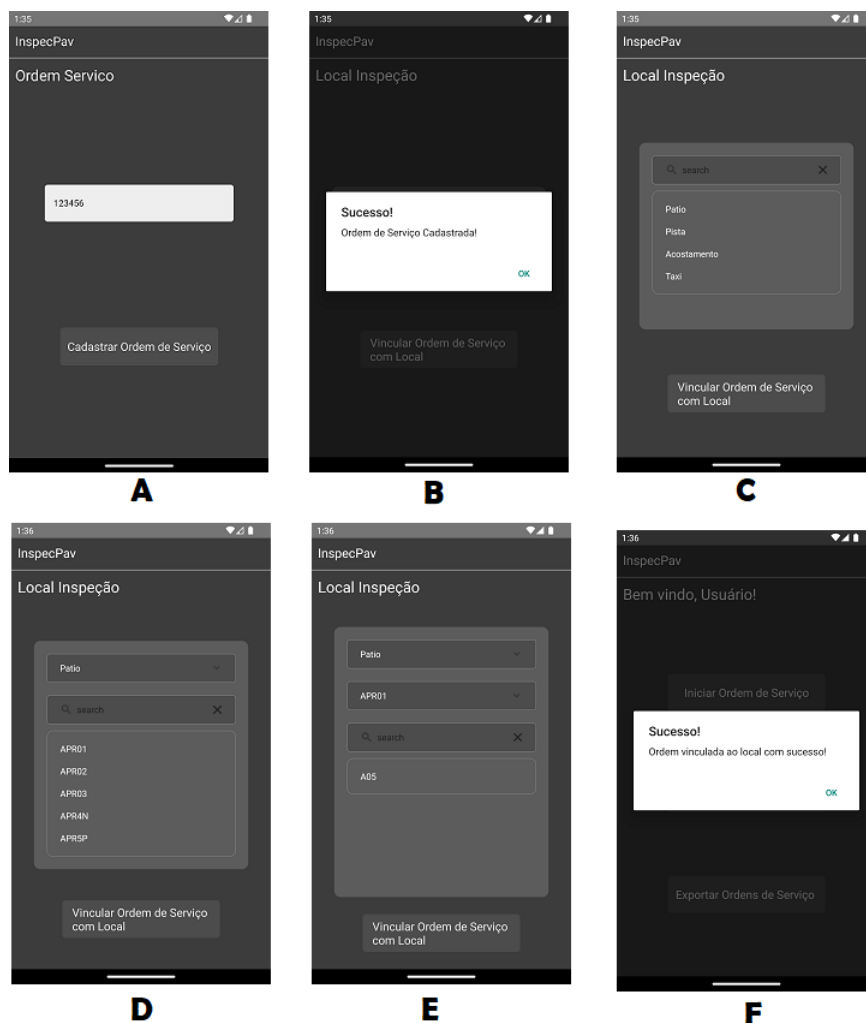 1:35
InspecPav
Ordem Servico
123456
Cadastrar Ordem de Serviço
A
1:35
InspecPav
Local Inspeção
Sucesso!
Ordem de Serviço Cadastrada!
OK
Vincular Ordem de Serviço
com Local
B
1:35
InspecPav
Local Inspeção
search
Patio
Pista
Acostamento
Taxi
Vincular Ordem de Serviço
com Local
C
1:36
InspecPav
Local Inspeção
Patio
search
APR01
APR02
APR03
APR4N
APR5P
Vincular Ordem de Serviço
com Local
D
1:36
InspecPav
Local Inspeção
Patio
APR01
search
A05
Vincular Ordem de Serviço
com Local
E
1:36
InspecPav
Bem vindo, Usuário!
Iniciar Ordem de Serviço
Sucesso!
Ordem vinculada ao local com sucesso!
OK
Exportar Ordens de Serviço
F